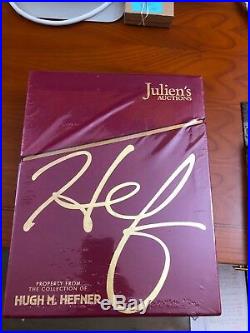 Julien's
AUCTIONS
Hef
PROPERTY FROM
THE COLLECTION OF
HUGH M. HEFNER